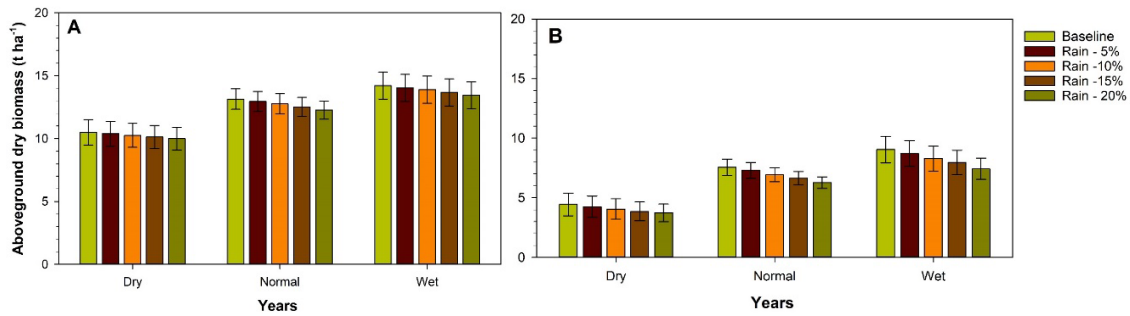 A
Aboveground dry biomass (t ha⁻¹)
20
15
10
5
0
Dry
Normal
Wet
Years
B
20
15
10
5
0
Dry
Normal
Wet
Years
Baseline
Rain - 5%
Rain -10%
Rain -15%
Rain - 20%